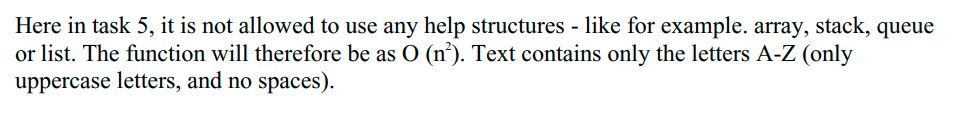 Here in task 5, it is not allowed to use any help structures - like for example. array, stack, queue
or list. The function will therefore be as O (n²). Text contains only the letters A-Z (only
uppercase letters, and no spaces).